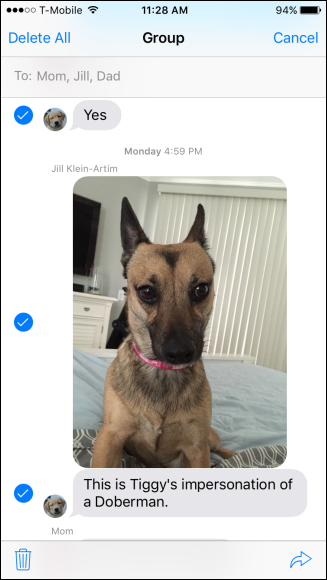 T-Mobile 11:28 AM 94%
Delete All Group Cancel
To: Mom, Jill, Dad
Yes
Monday 4:59 PM
Jill Klein-Artim
This is Tiggy's impersonation of
a Doberman.
Mom